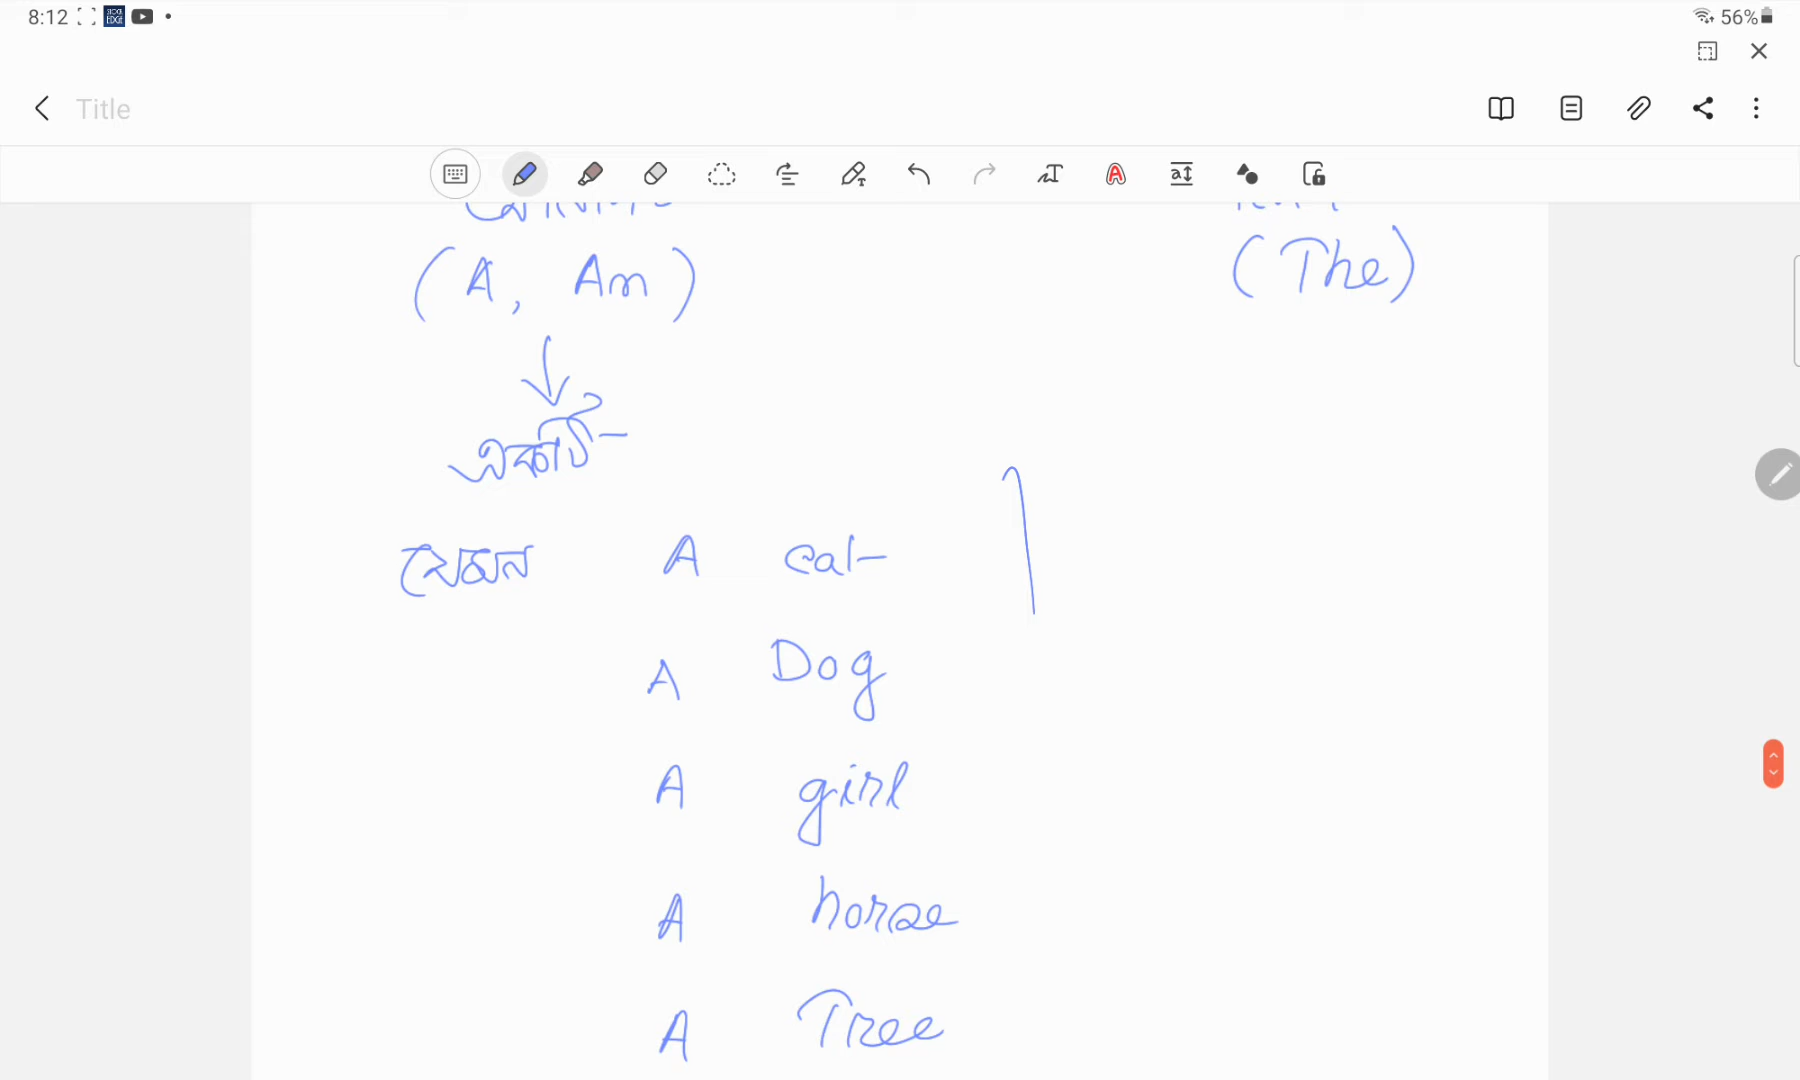 8:12 56%
Title
(A, An) (The)
একটি
যেমন A cat
A Dog
A girl
A horse
A Tree